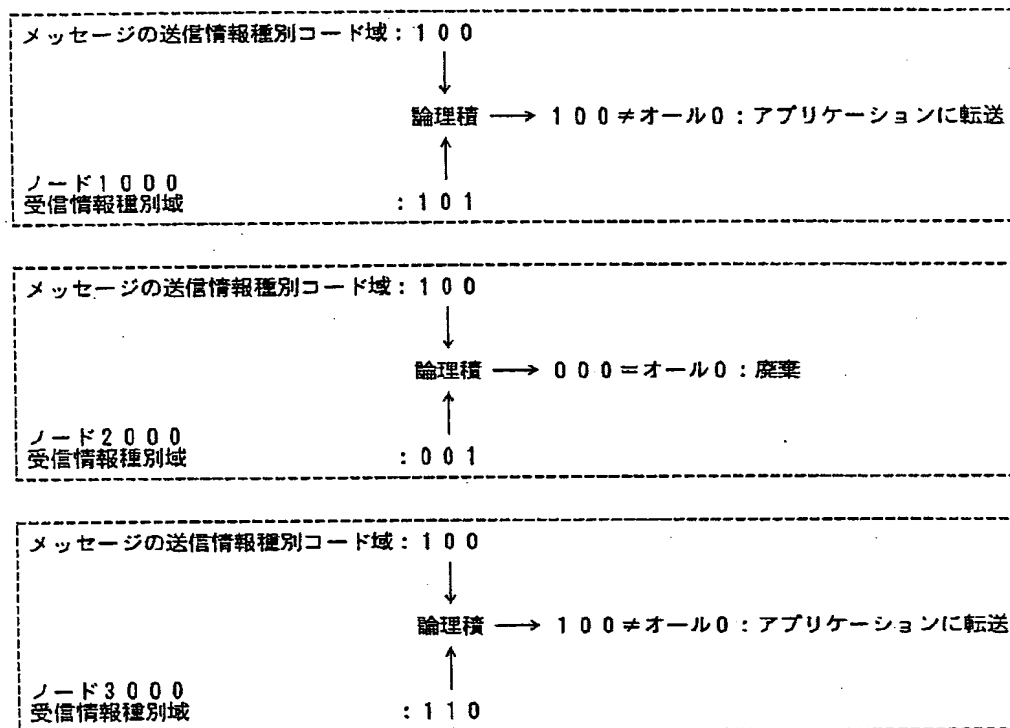 メッセージの送信情報種別コード域：１００
論理積 → １００≠オール０：アプリケーションに転送
ノード１０００
受信情報種別域 ：１０１
メッセージの送信情報種別コード域：１００
論理積 → ０００＝オール０：廃棄
ノード２０００
受信情報種別域 ：００１
メッセージの送信情報種別コード域：１００
論理積 → １００≠オール０：アプリケーションに転送
ノード３０００
受信情報種別域 ：１１０